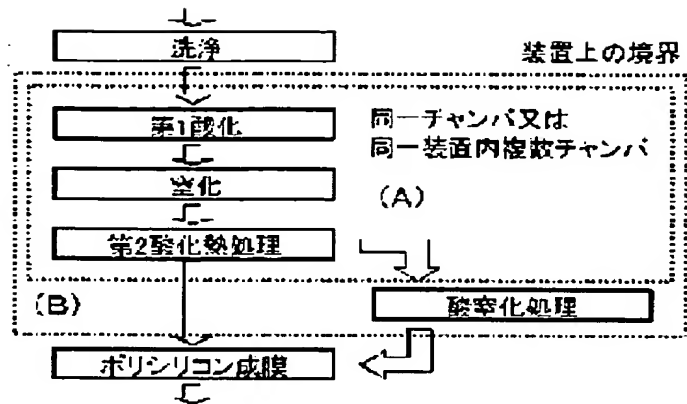 洗浄
装置上の境界
第1酸化
同一チャンバ又は
同一装置内複数チャンバ
窒化
(A)
第2酸化熱処理
(B)
酸窒化処理
ポリシリコン成膜